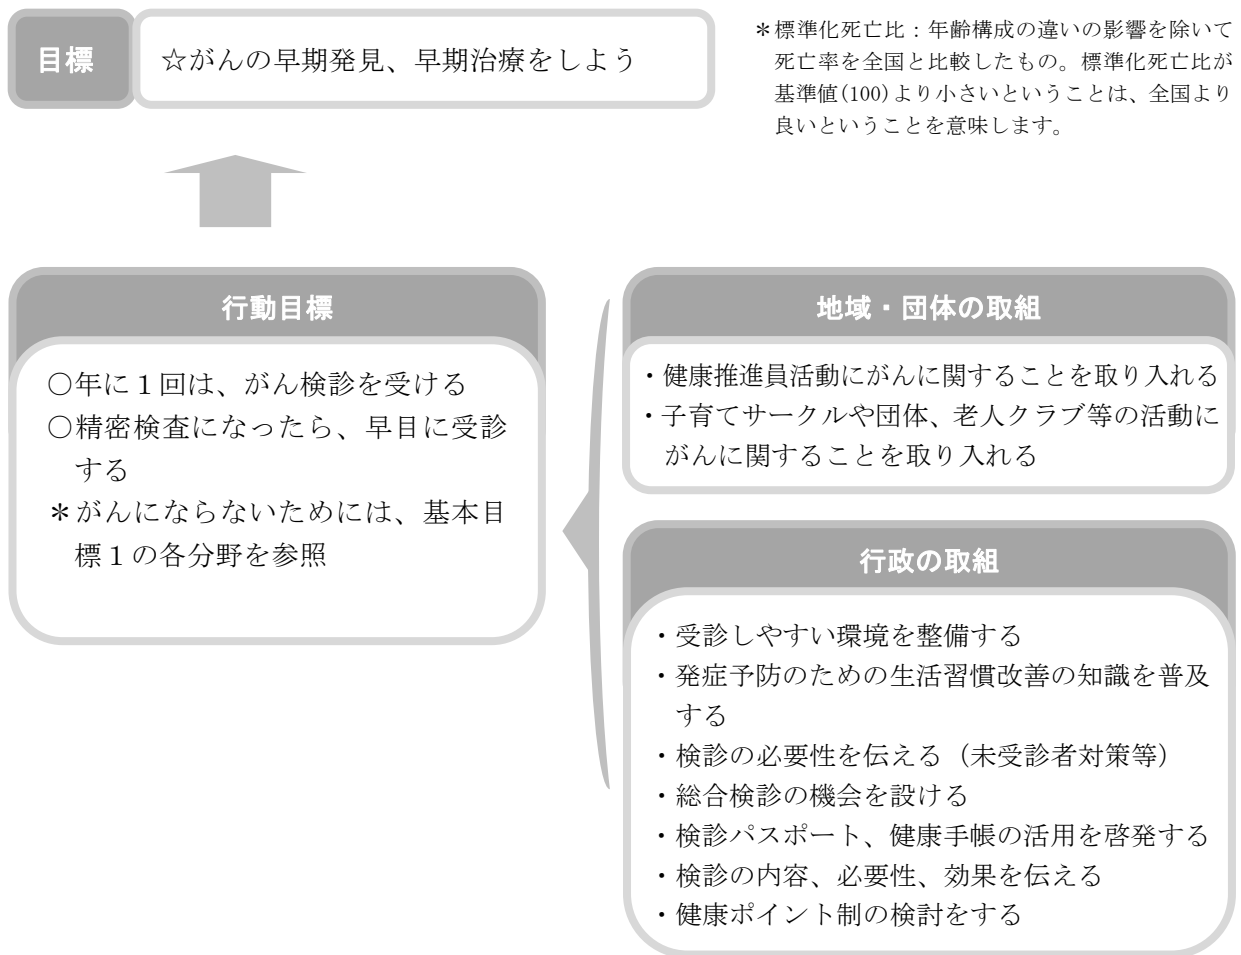 目標
☆がんの早期発見、早期治療をしよう
＊標準化死亡比：年齢構成の違いの影響を除いて
死亡率を全国と比較したもの。標準化死亡比が
基準値(100)より小さいということは、全国より
良いということを意味します。
行動目標
○年に１回は、がん検診を受ける
○精密検査になったら、早目に受診
する
＊がんにならないためには、基本目
標１の各分野を参照
地域・団体の取組
・健康推進員活動にがんに関することを取り入れる
・子育てサークルや団体、老人クラブ等の活動に
がんに関することを取り入れる
行政の取組
・受診しやすい環境を整備する
・発症予防のための生活習慣改善の知識を普及
する
・検診の必要性を伝える（未受診者対策等）
・総合検診の機会を設ける
・検診パスポート、健康手帳の活用を啓発する
・検診の内容、必要性、効果を伝える
・健康ポイント制の検討をする